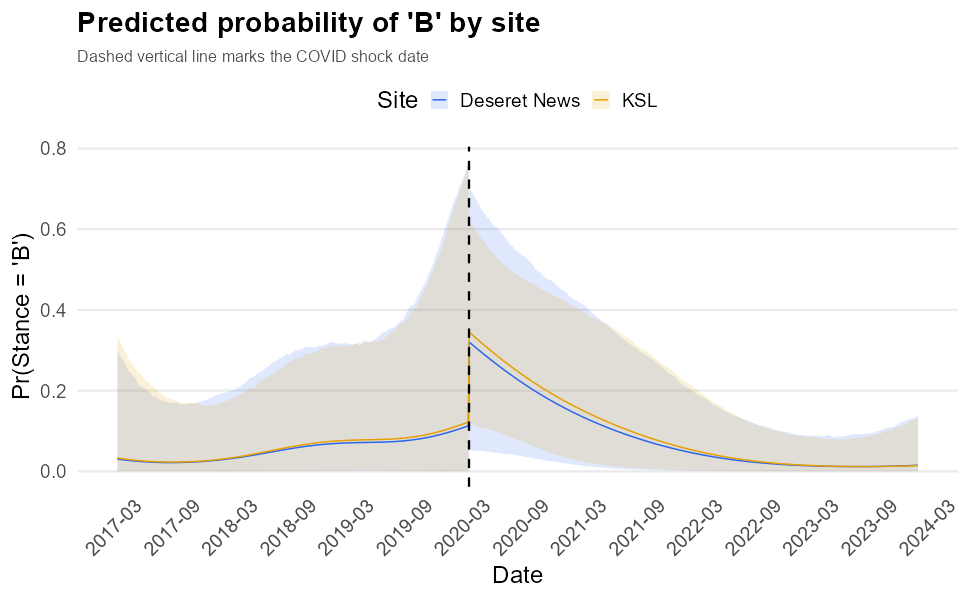 Predicted probability of 'B' by site
Dashed vertical line marks the COVID shock date
Site Deseret News KSL
Pr(Stance = 'B')
0.8
0.6
0.4
0.2
0.0
2017-03 2017-09 2018-03 2018-09 2019-03 2019-09 2020-03 2020-09 2021-03 2021-09 2022-03 2022-09 2023-03 2023-09 2024-03
Date